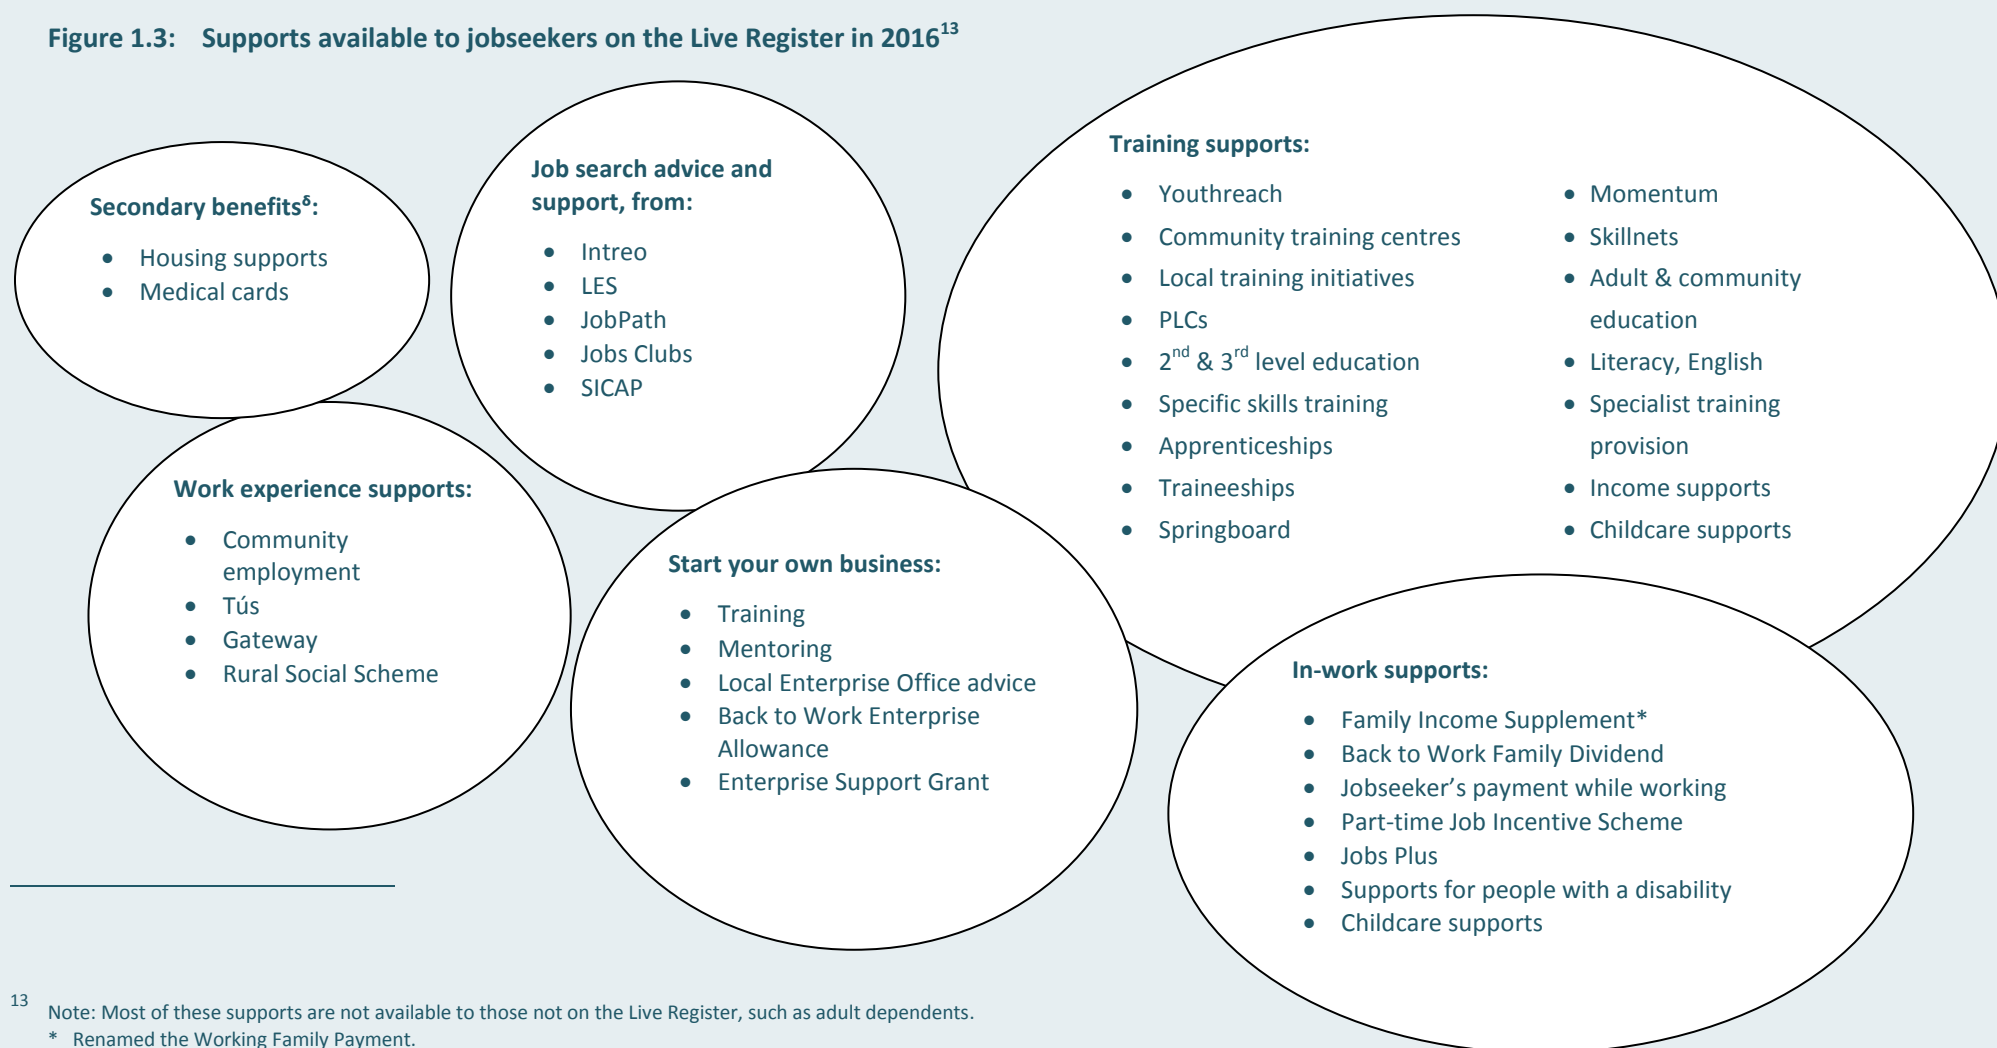 Figure 1.3: Supports available to jobseekers on the Live Register in 2016¹³
Secondary benefitsᵟ:
• Housing supports
• Medical cards
Job search advice and
support, from:
• Intreo
• LES
• JobPath
• Jobs Clubs
• SICAP
Training supports:
• Youthreach
• Community training centres
• Local training initiatives
• PLCs
• 2nd & 3rd level education
• Specific skills training
• Apprenticeships
• Traineeships
• Springboard
• Momentum
• Skillnets
• Adult & community
education
• Literacy, English
• Specialist training
provision
• Income supports
• Childcare supports
Work experience supports:
• Community
employment
• Tús
• Gateway
• Rural Social Scheme
Start your own business:
• Training
• Mentoring
• Local Enterprise Office advice
• Back to Work Enterprise
Allowance
• Enterprise Support Grant
In-work supports:
• Family Income Supplement*
• Back to Work Family Dividend
• Jobseeker’s payment while working
• Part-time Job Incentive Scheme
• Jobs Plus
• Supports for people with a disability
• Childcare supports
13 Note: Most of these supports are not available to those not on the Live Register, such as adult dependents.
* Renamed the Working Family Payment.